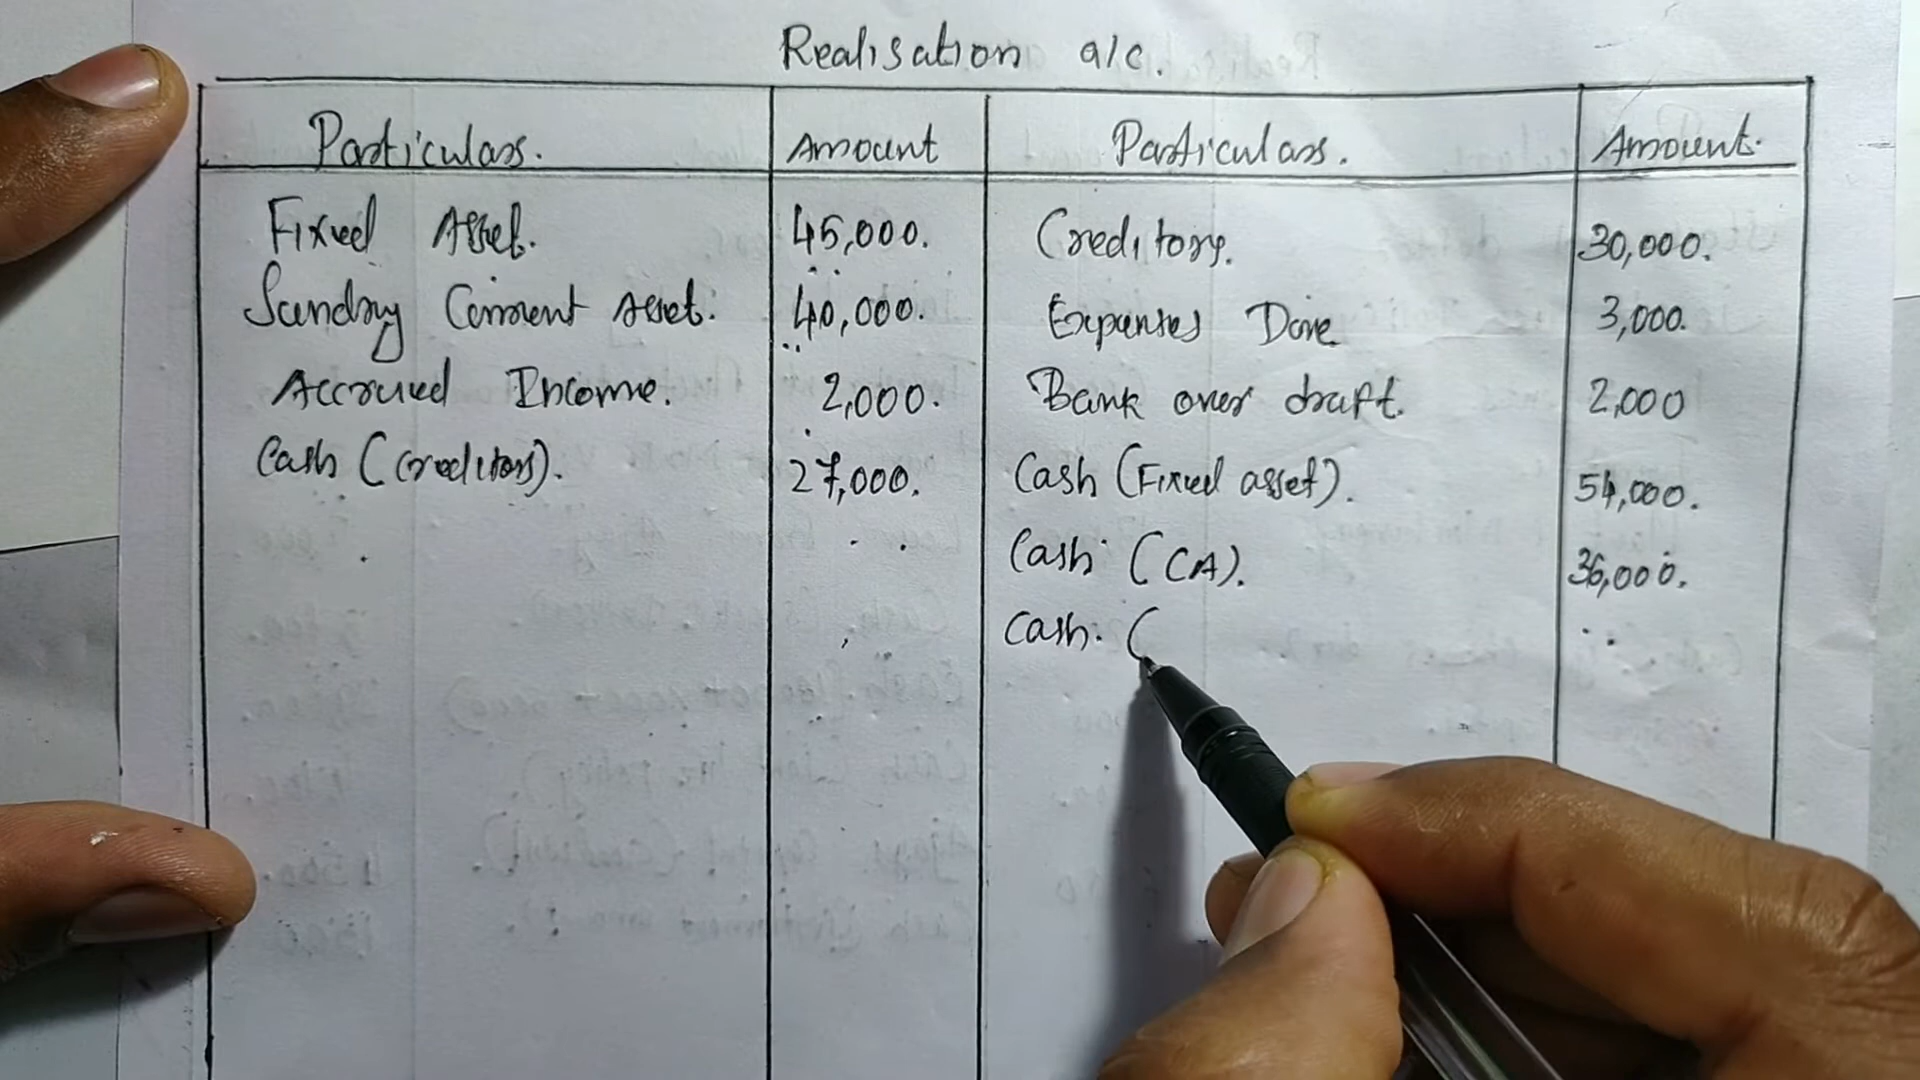 Realisation a/c.
Particulars. Amount Particulars. Amount.
Fixed Asset. 45,000. Creditors. 30,000.
Sundry Current Asset. 40,000. Expenses Due 3,000.
Accrued Income. 2,000. Bank over draft. 2,000
Cash (creditors). 27,000. Cash (Fixed asset). 54,000.
Cash (CA). 36,000.
Cash. (